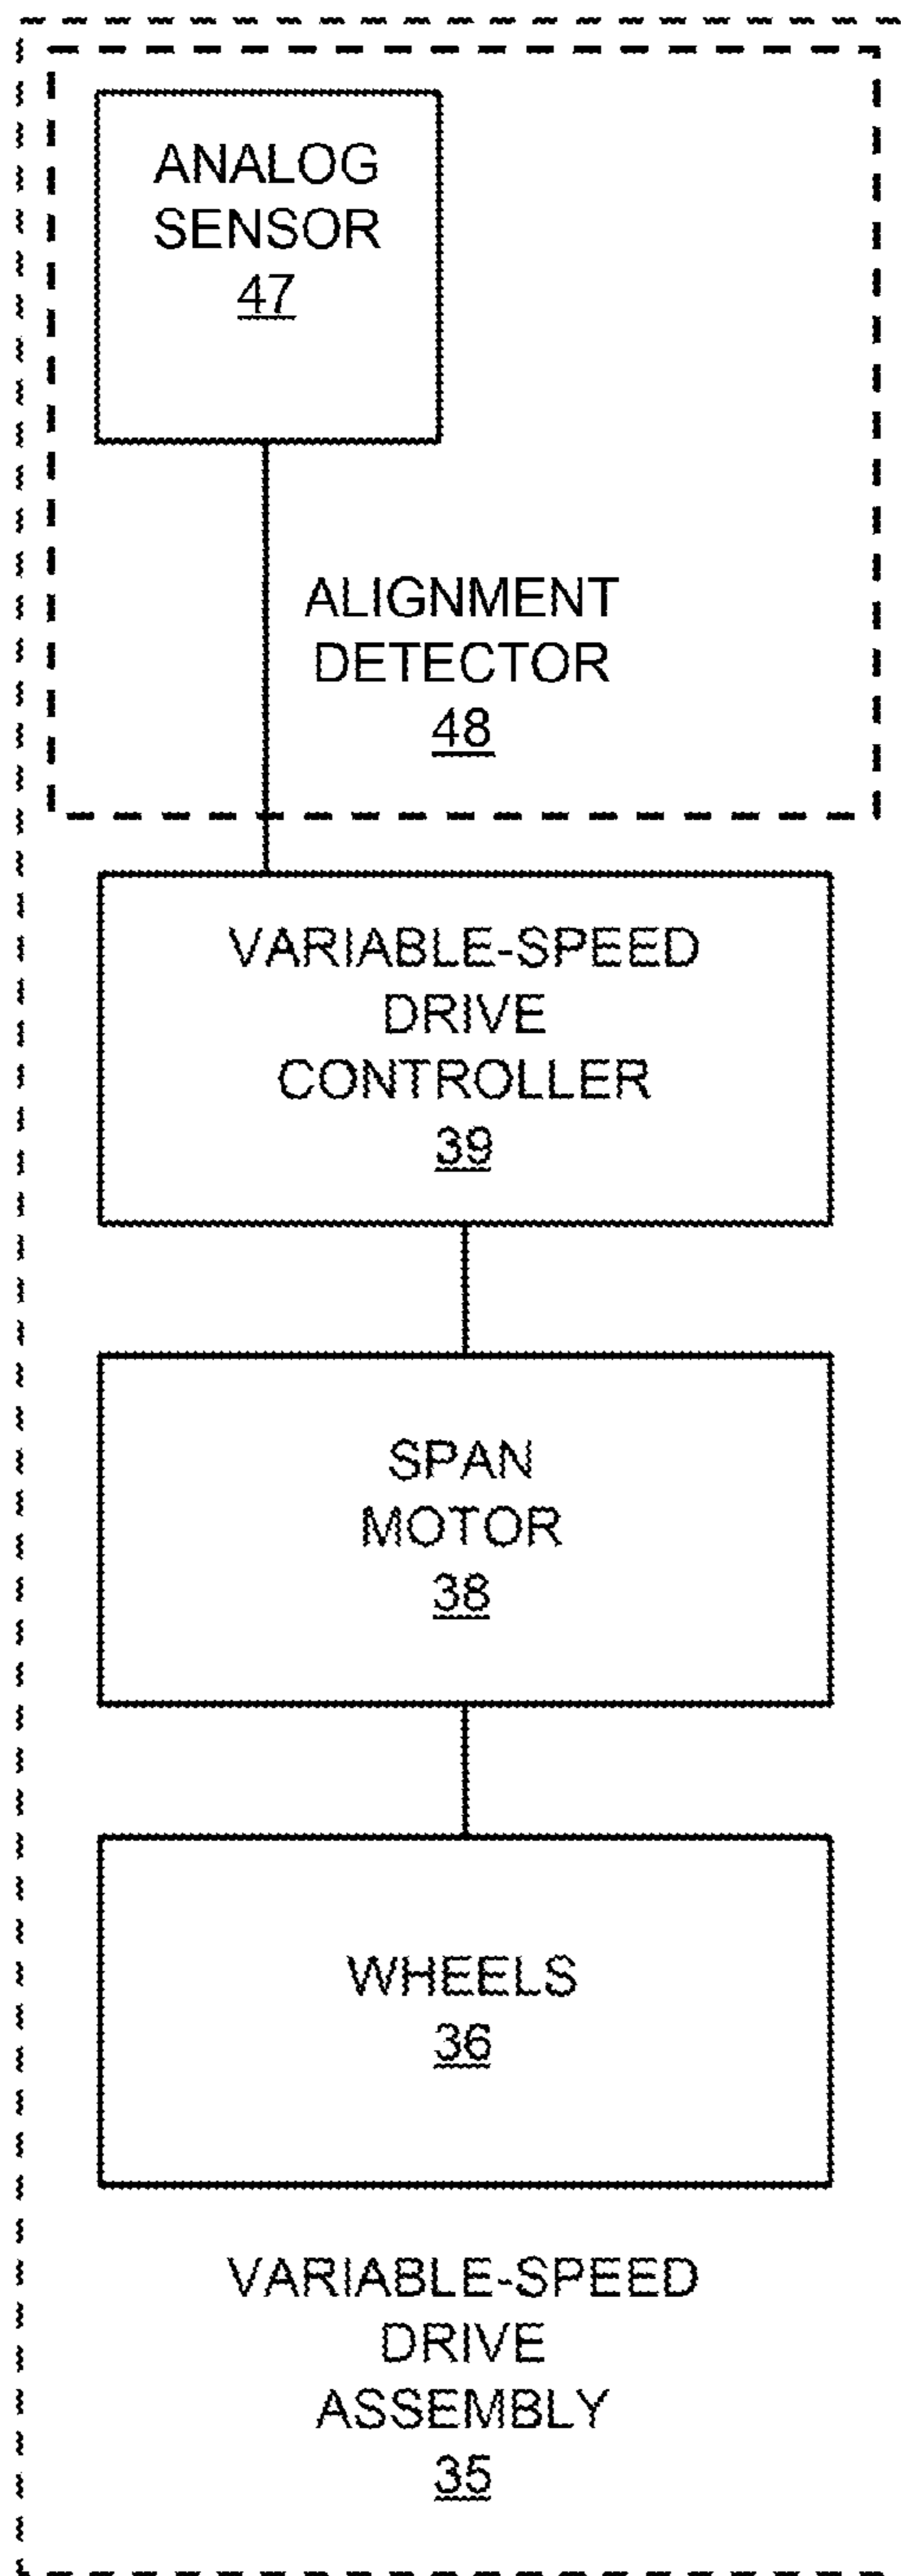 ANALOG
SENSOR
47
ALIGNMENT
DETECTOR
48
VARIABLE-SPEED
DRIVE
CONTROLLER
39
SPAN
MOTOR
38
WHEELS
36
VARIABLE-SPEED
DRIVE
ASSEMBLY
35